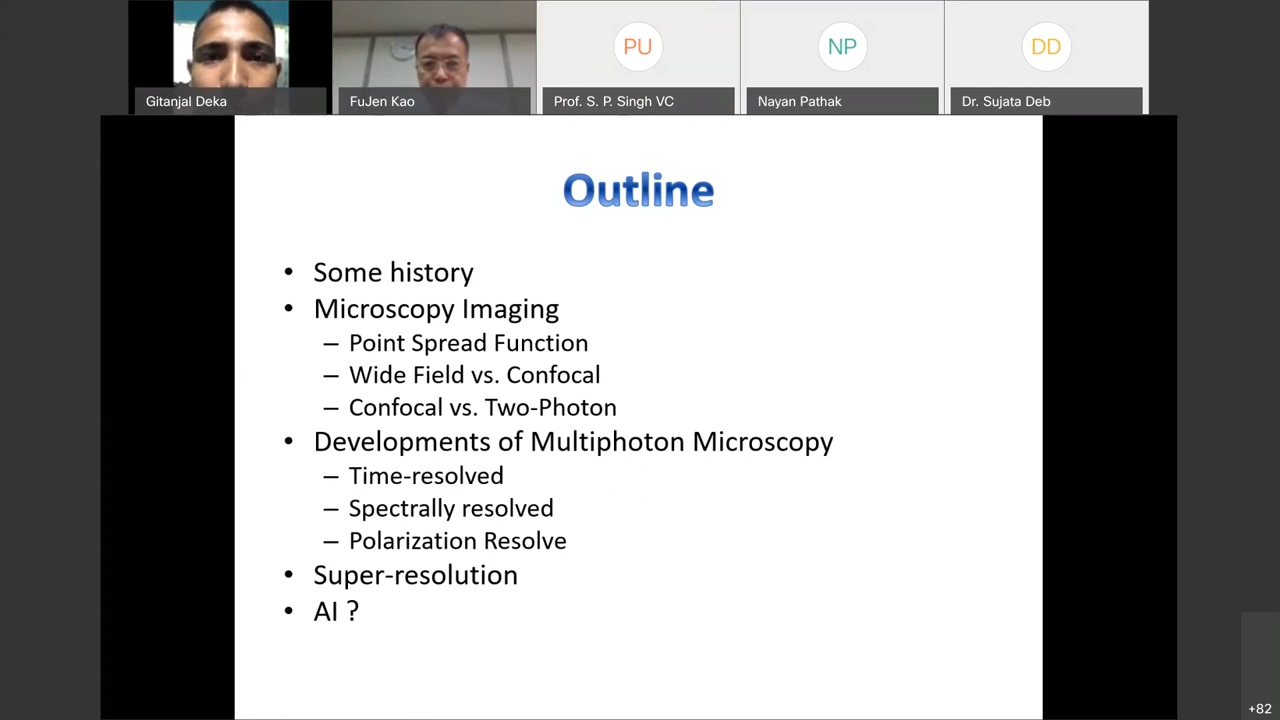 PU
NP
DD
Gitanjal Deka
FuJen Kao
Prof. S. P. Singh VC
Nayan Pathak
Dr. Sujata Deb
Outline
• Some history
• Microscopy Imaging
– Point Spread Function
– Wide Field vs. Confocal
– Confocal vs. Two-Photon
• Developments of Multiphoton Microscopy
– Time-resolved
– Spectrally resolved
– Polarization Resolve
• Super-resolution
• AI ?
+82